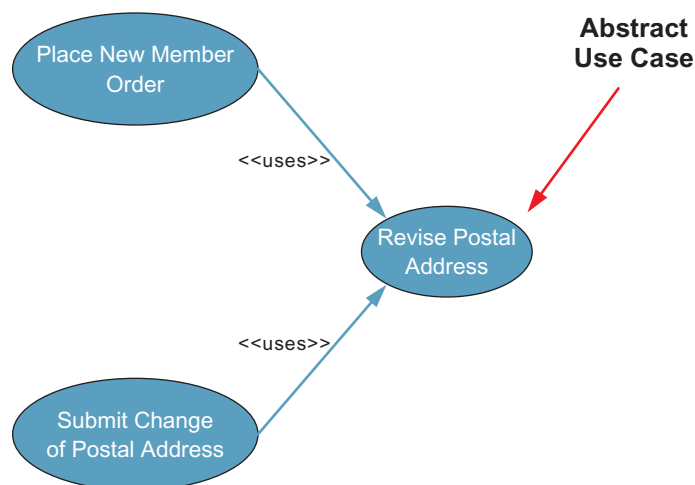 Place New Member
Order
Abstract
Use Case
<<uses>>
Revise Postal
Address
<<uses>>
Submit Change
of Postal Address